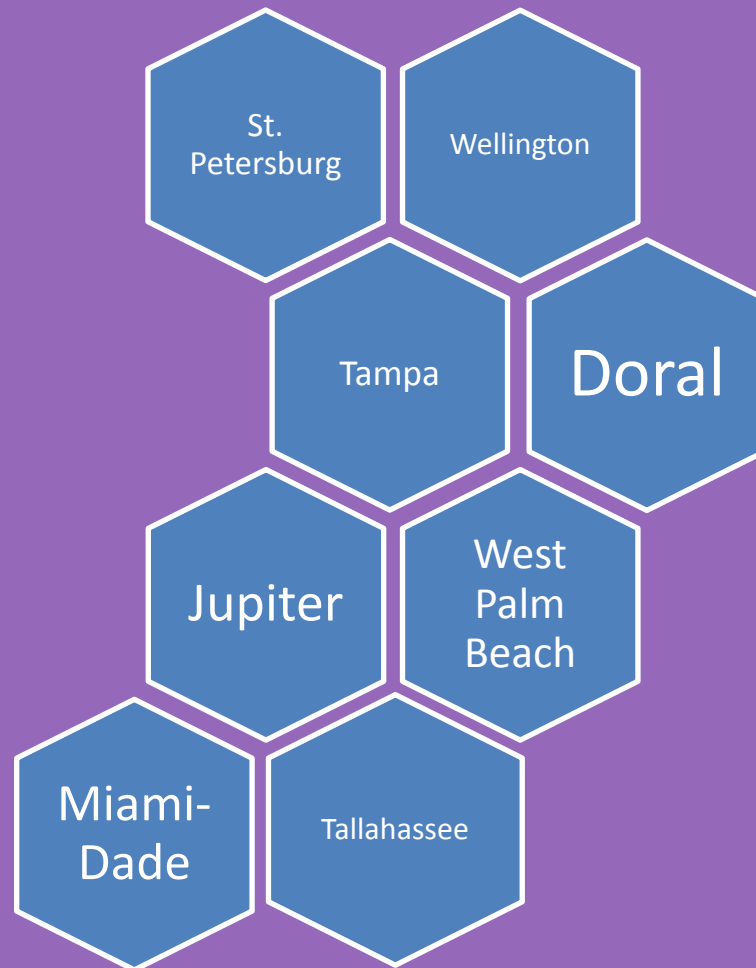 St.
Petersburg
Wellington
Tampa
Doral
Jupiter
West
Palm
Beach
Miami-
Dade
Tallahassee